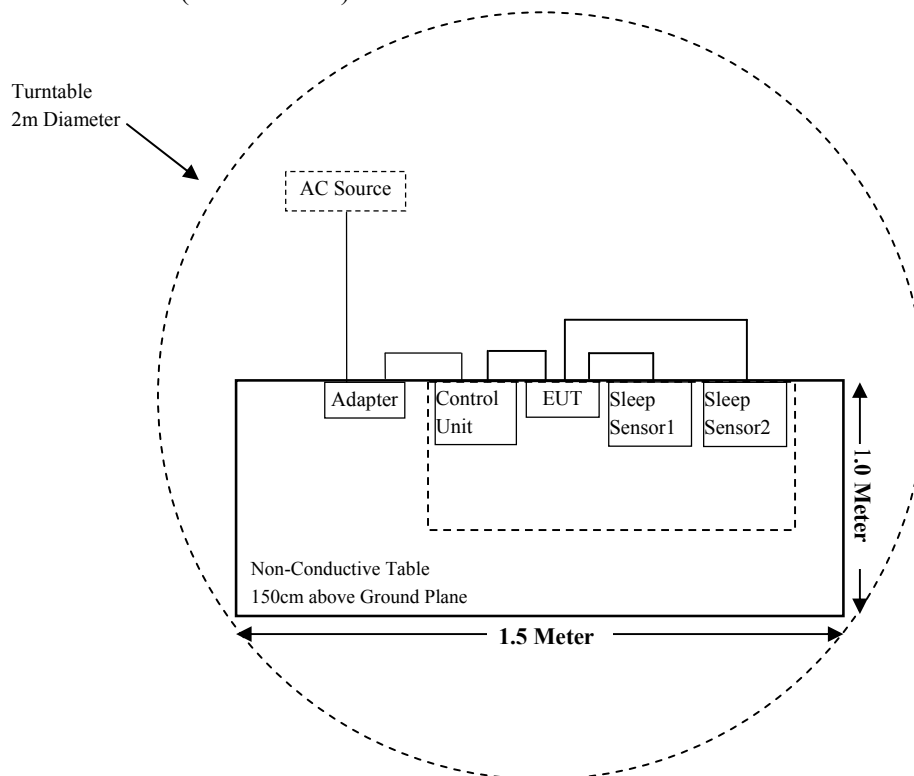 Turntable
2m Diameter
AC Source
Adapter
Control
Unit
EUT
Sleep
Sensor1
Sleep
Sensor2
1.0 Meter
Non-Conductive Table
150cm above Ground Plane
1.5 Meter